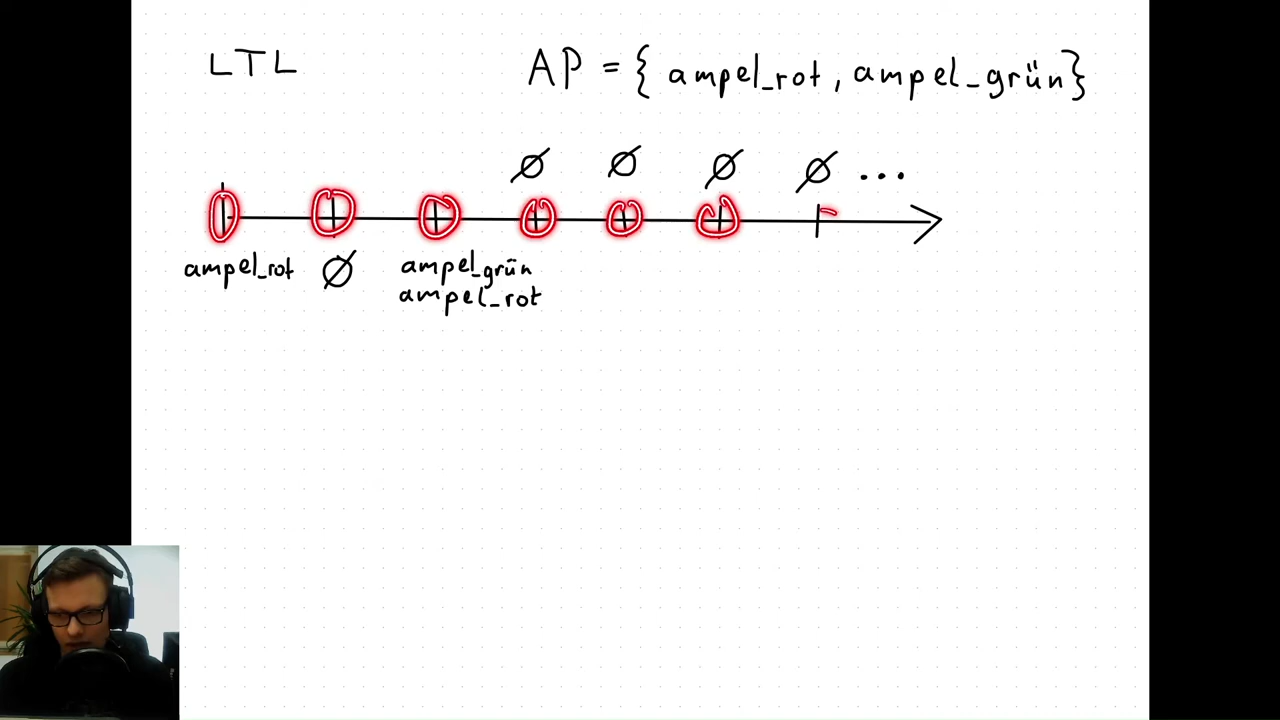 LTL
AP = { ampel_rot, ampel_grün}
∅ ∅ ∅ ∅ ...
ampel_rot ∅ ampel_grün
ampel_rot